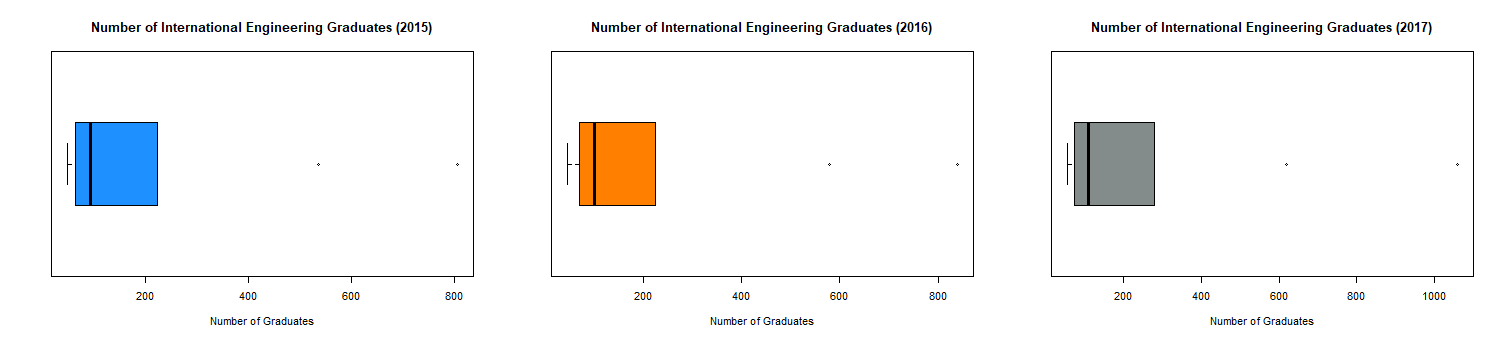 Number of International Engineering Graduates (2015)
200 400 600 800
Number of Graduates
Number of International Engineering Graduates (2016)
200 400 600 800
Number of Graduates
Number of International Engineering Graduates (2017)
200 400 600 800 1000
Number of Graduates